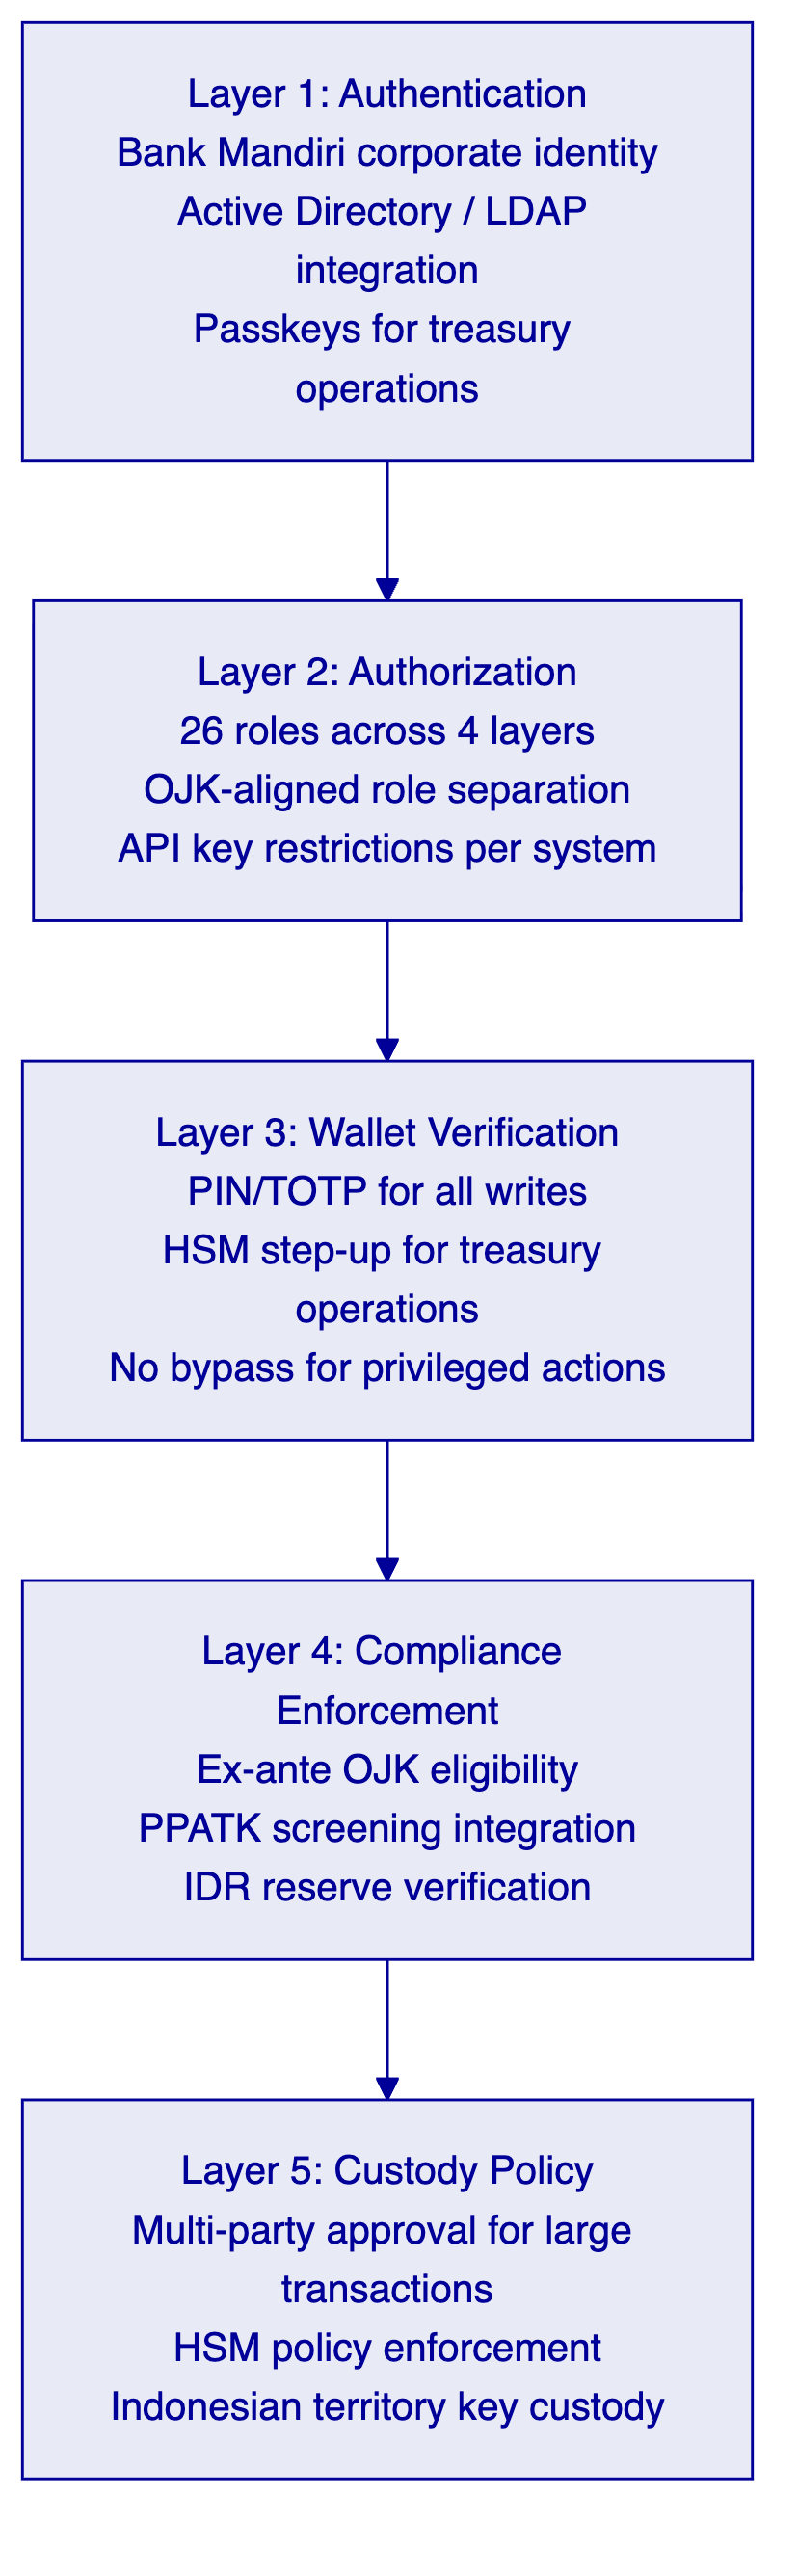 Layer 1: Authentication
Bank Mandiri corporate identity
Active Directory / LDAP
integration
Passkeys for treasury
operations
Layer 2: Authorization
26 roles across 4 layers
OJK-aligned role separation
API key restrictions per system
Layer 3: Wallet Verification
PIN/TOTP for all writes
HSM step-up for treasury
operations
No bypass for privileged actions
Layer 4: Compliance
Enforcement
Ex-ante OJK eligibility
PPATK screening integration
IDR reserve verification
Layer 5: Custody Policy
Multi-party approval for large
transactions
HSM policy enforcement
Indonesian territory key custody